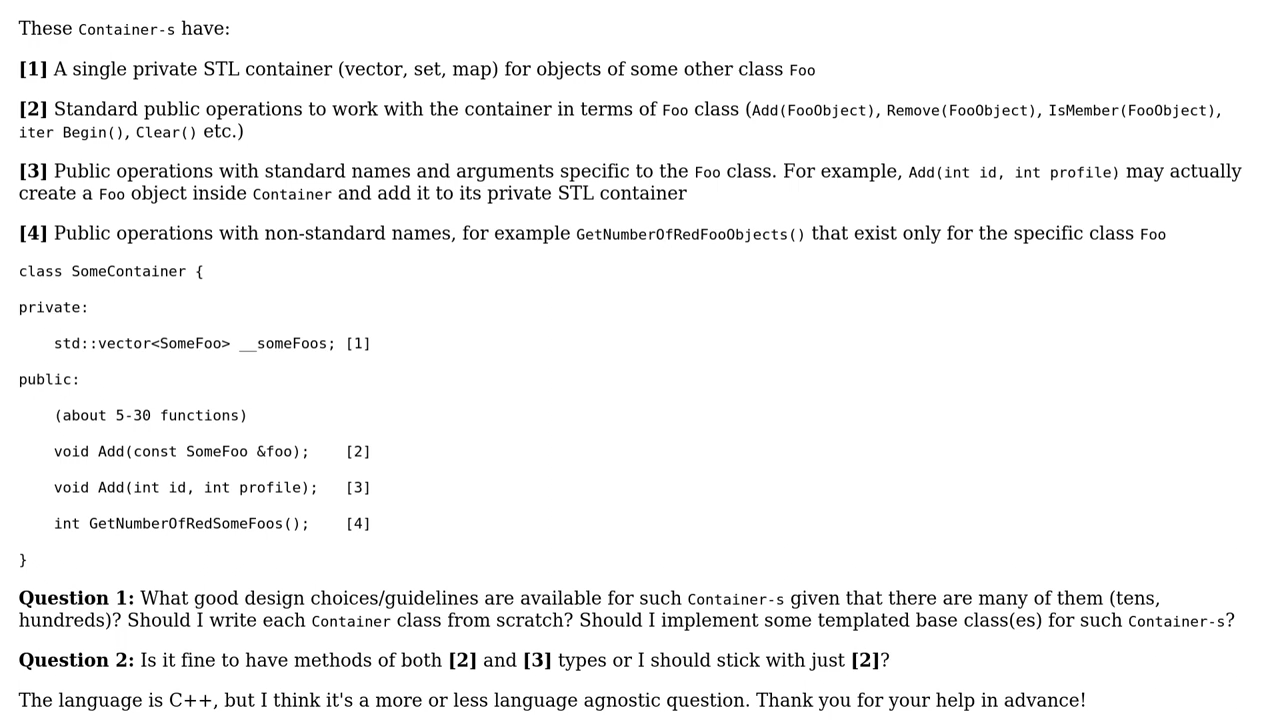 These Container-s have:
[1] A single private STL container (vector, set, map) for objects of some other class Foo
[2] Standard public operations to work with the container in terms of Foo class (Add(FooObject), Remove(FooObject), IsMember(FooObject),
iter Begin(), Clear() etc.)
[3] Public operations with standard names and arguments specific to the Foo class. For example, Add(int id, int profile) may actually
create a Foo object inside Container and add it to its private STL container
[4] Public operations with non-standard names, for example GetNumberOfRedFooObjects() that exist only for the specific class Foo
class SomeContainer {
private:
    std::vector<SomeFoo> __someFoos; [1]
public:
    (about 5-30 functions)
    void Add(const SomeFoo &foo);    [2]
    void Add(int id, int profile);   [3]
    int GetNumberOfRedSomeFoos();    [4]
}
Question 1: What good design choices/guidelines are available for such Container-s given that there are many of them (tens,
hundreds)? Should I write each Container class from scratch? Should I implement some templated base class(es) for such Container-s?
Question 2: Is it fine to have methods of both [2] and [3] types or I should stick with just [2]?
The language is C++, but I think it's a more or less language agnostic question. Thank you for your help in advance!